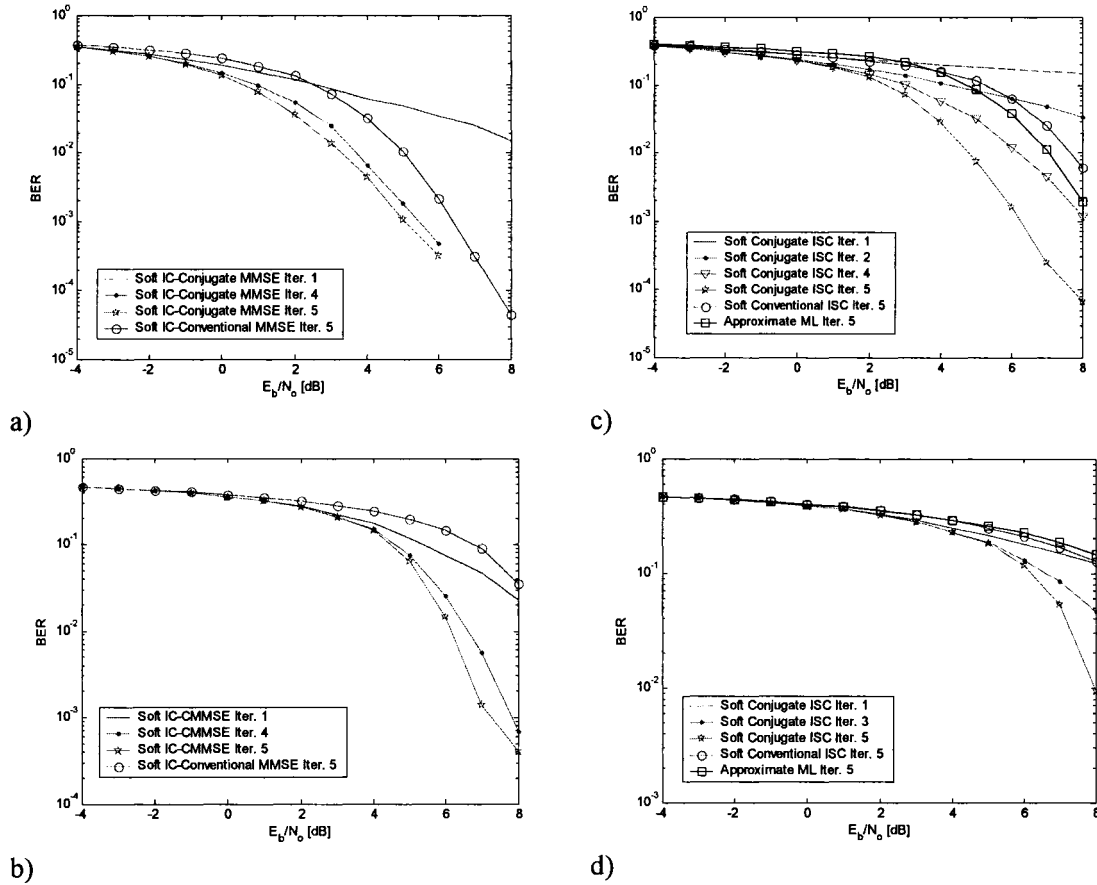 10^0
10^-1
10^-2
10^-3
10^-4
10^-5
BER
-4 -2 0 2 4 6 8
E_b/N_o [dB]
Soft IC-Conjugate MMSE Iter. 1
Soft IC-Conjugate MMSE Iter. 4
Soft IC-Conjugate MMSE Iter. 5
Soft IC-Conventional MMSE Iter. 5
a)
10^0
10^-1
10^-2
10^-3
10^-4
10^-5
BER
-4 -2 0 2 4 6 8
E_b/N_o [dB]
Soft Conjugate ISC Iter. 1
Soft Conjugate ISC Iter. 2
Soft Conjugate ISC Iter. 4
Soft Conjugate ISC Iter. 5
Soft Conventional ISC Iter. 5
Approximate ML Iter. 5
c)
10^0
10^-1
10^-2
10^-3
10^-4
BER
-4 -2 0 2 4 6 8
E_b/N_o [dB]
Soft IC-CMMSE Iter. 1
Soft IC-CMMSE Iter. 4
Soft IC-CMMSE Iter. 5
Soft IC-Conventional MMSE Iter. 5
b)
10^0
10^-1
10^-2
10^-3
BER
-4 -2 0 2 4 6 8
E_b/N_o [dB]
Soft Conjugate ISC Iter. 1
Soft Conjugate ISC Iter. 3
Soft Conjugate ISC Iter. 5
Soft Conventional ISC Iter. 5
Approximate ML Iter. 5
d)